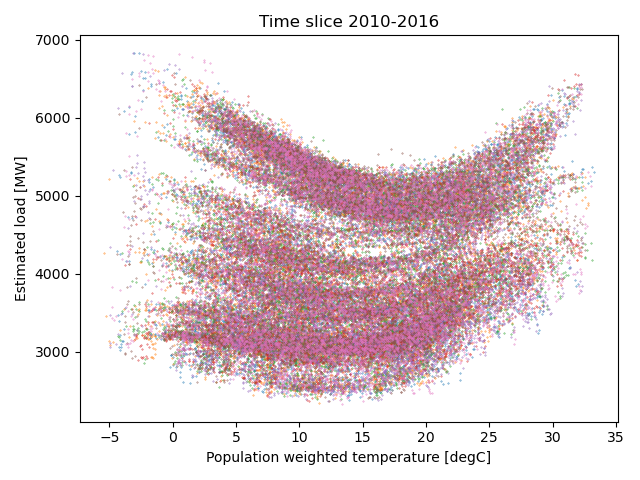 Time slice 2010-2016
7000
6000
5000
4000
3000
Estimated load [MW]
−5 0 5 10 15 20 25 30 35
Population weighted temperature [degC]